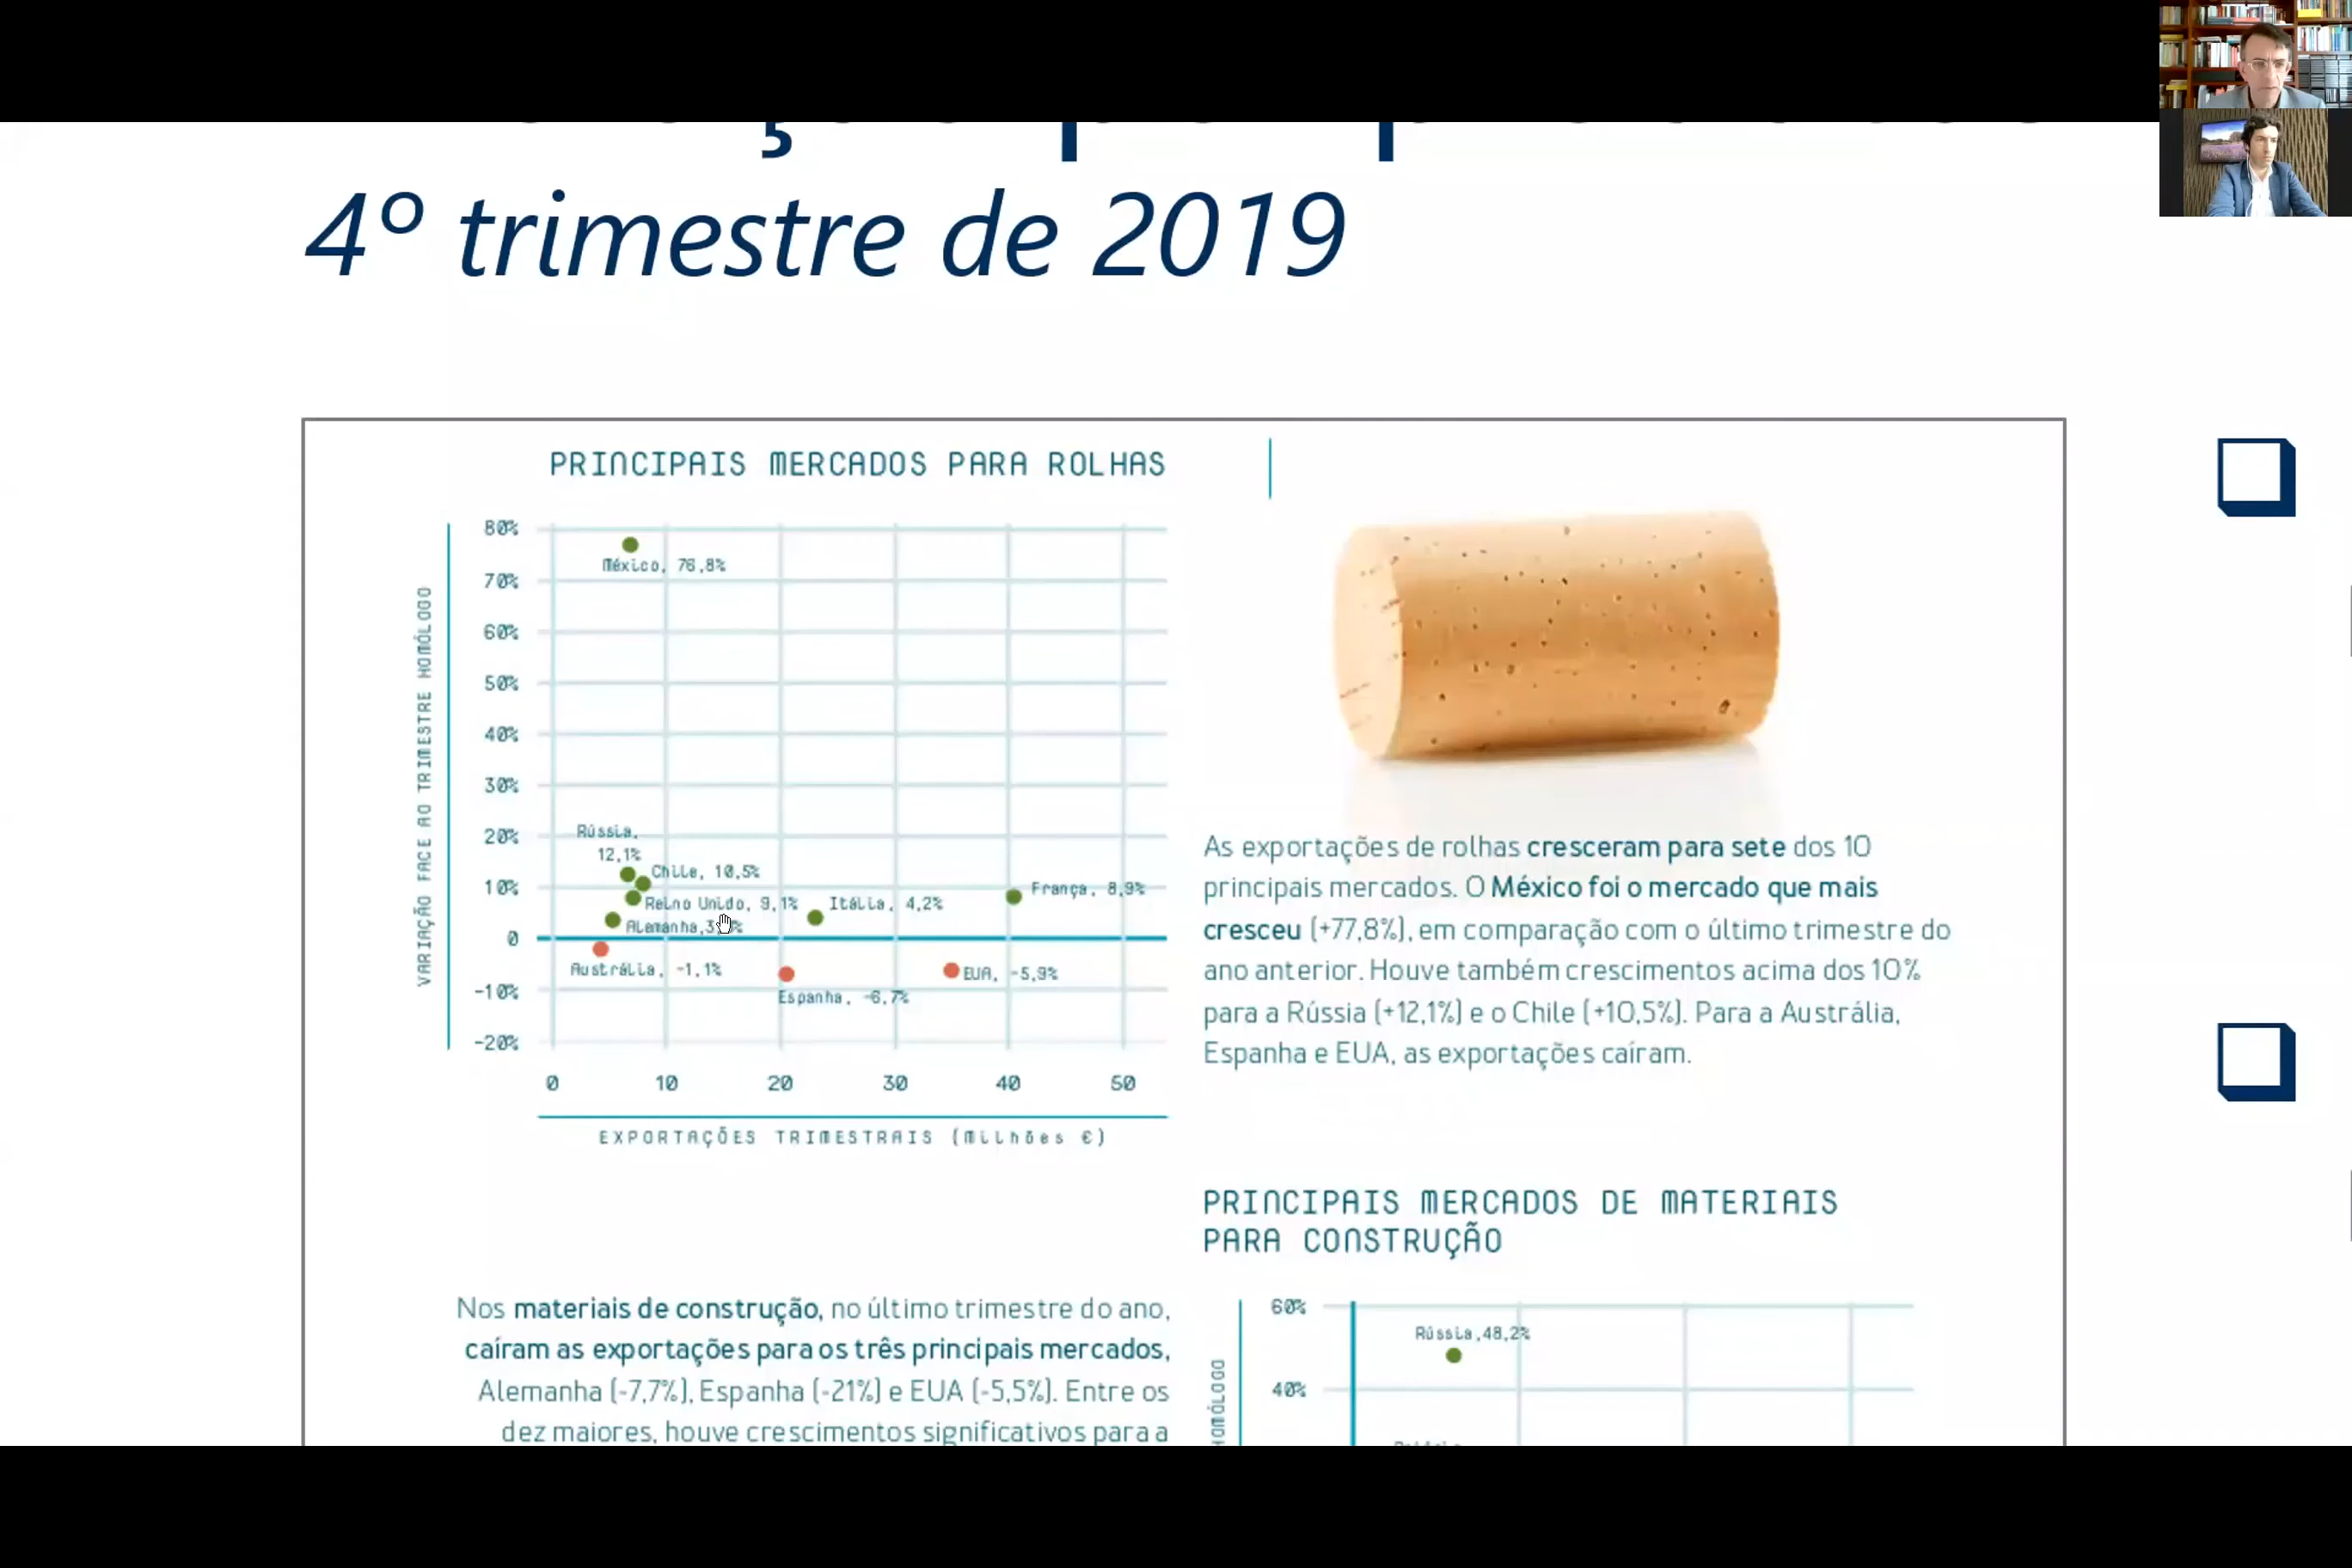 4º trimestre de 2019
PRINCIPAIS MERCADOS PARA ROLHAS
VARIAÇÃO FACE AO TRIMESTRE HOMÓLOGO
80%
70%
60%
50%
40%
30%
20%
10%
0
-10%
-20%
México, 76,8%
Rússia,
12,1%
Chile, 10,5%
Reino Unido, 9,1%
Itália, 4,2%
França, 8,9%
Alemanha,
Austrália, -1,1%
EUA, -5,9%
Espanha, -6,7%
0 10 20 30 40 50
EXPORTAÇÕES TRIMESTRAIS (Milhões €)
As exportações de rolhas cresceram para sete dos 10
principais mercados. O México foi o mercado que mais
cresceu (+77,8%), em comparação com o último trimestre do
ano anterior. Houve também crescimentos acima dos 10%
para a Rússia (+12,1%) e o Chile (+10,5%). Para a Austrália,
Espanha e EUA, as exportações caíram.
Nos materiais de construção, no último trimestre do ano,
caíram as exportações para os três principais mercados,
Alemanha (-7,7%), Espanha (-21%) e EUA (-5,5%). Entre os
dez maiores, houve crescimentos significativos para a
PRINCIPAIS MERCADOS DE MATERIAIS
PARA CONSTRUÇÃO
60%
Rússia,48,2%
40%